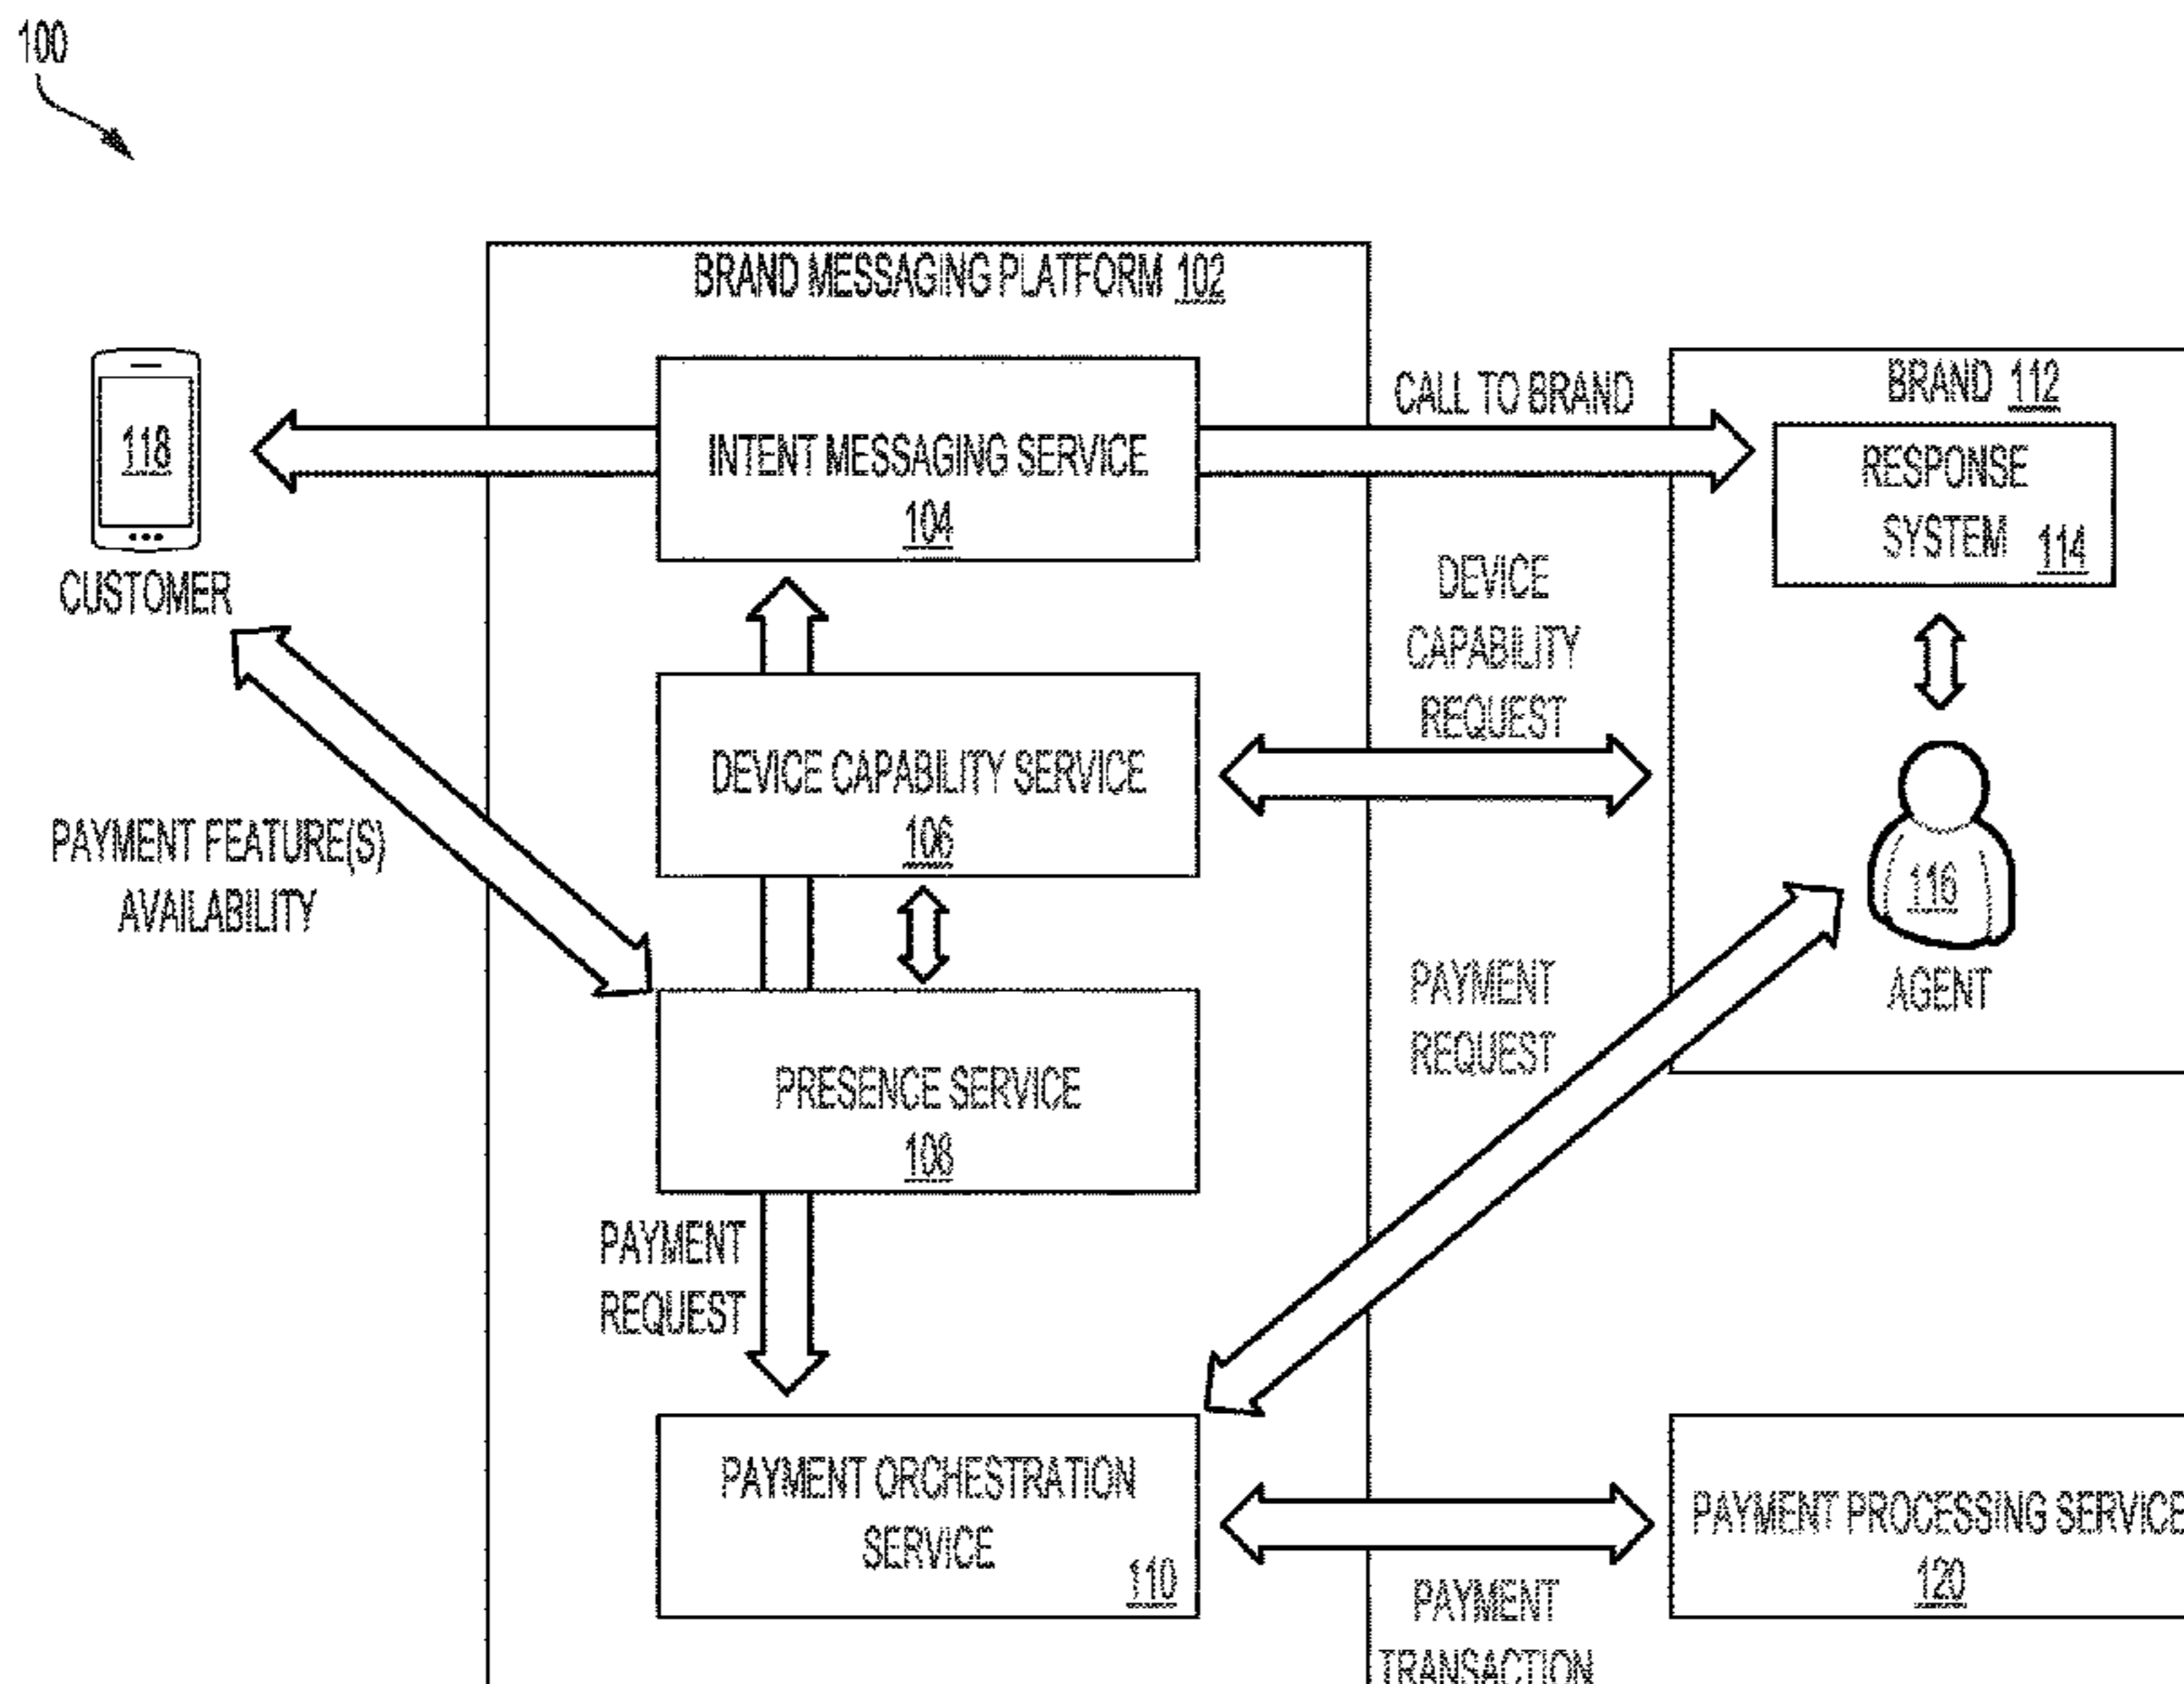 100
BRAND MESSAGING PLATFORM 102
118
CUSTOMER
INTENT MESSAGING SERVICE
104
CALL TO BRAND
BRAND 112
RESPONSE
SYSTEM 114
DEVICE
CAPABILITY
REQUEST
DEVICE CAPABILITY SERVICE
106
PAYMENT FEATURE(S)
AVAILABILITY
116
AGENT
PAYMENT
REQUEST
PRESENCE SERVICE
108
PAYMENT
REQUEST
PAYMENT ORCHESTRATION
SERVICE
110
PAYMENT PROCESSING SERVICE
120
PAYMENT
TRANSACTION